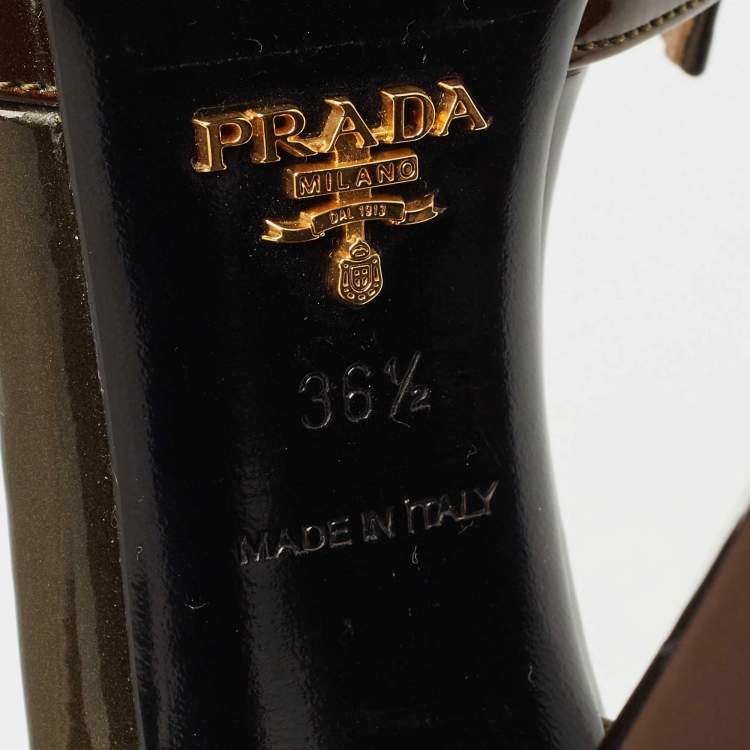 PRADA
MILANO
DAL 1913
36½
MADE IN ITALY